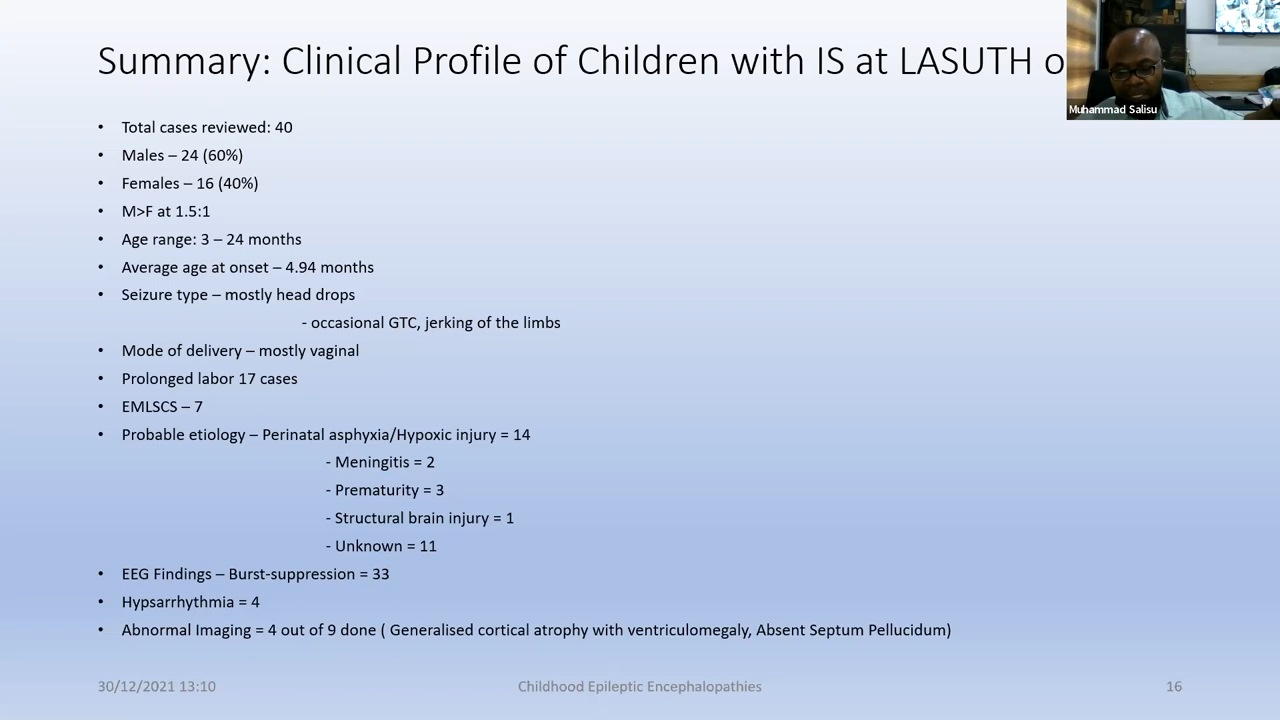 Summary: Clinical Profile of Children with IS at LASUTH o
Muhammad Salisu
• Total cases reviewed: 40
• Males – 24 (60%)
• Females – 16 (40%)
• M>F at 1.5:1
• Age range: 3 – 24 months
• Average age at onset – 4.94 months
• Seizure type – mostly head drops
- occasional GTC, jerking of the limbs
• Mode of delivery – mostly vaginal
• Prolonged labor 17 cases
• EMLSCS – 7
• Probable etiology – Perinatal asphyxia/Hypoxic injury = 14
- Meningitis = 2
- Prematurity = 3
- Structural brain injury = 1
- Unknown = 11
• EEG Findings – Burst-suppression = 33
• Hypsarrhythmia = 4
• Abnormal Imaging = 4 out of 9 done ( Generalised cortical atrophy with ventriculomegaly, Absent Septum Pellucidum)
30/12/2021 13:10 Childhood Epileptic Encephalopathies 16